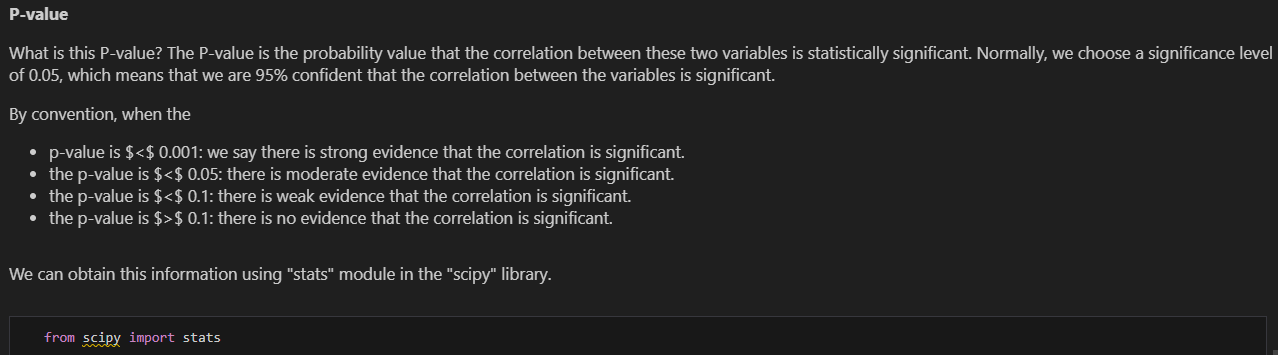 P-value
What is this P-value? The P-value is the probability value that the correlation between these two variables is statistically significant. Normally, we choose a significance level
of 0.05, which means that we are 95% confident that the correlation between the variables is significant.
By convention, when the
• p-value is $<$ 0.001: we say there is strong evidence that the correlation is significant.
• the p-value is $<$ 0.05: there is moderate evidence that the correlation is significant.
• the p-value is $<$ 0.1: there is weak evidence that the correlation is significant.
• the p-value is $>$ 0.1: there is no evidence that the correlation is significant.
We can obtain this information using "stats" module in the "scipy" library.
from scipy import stats